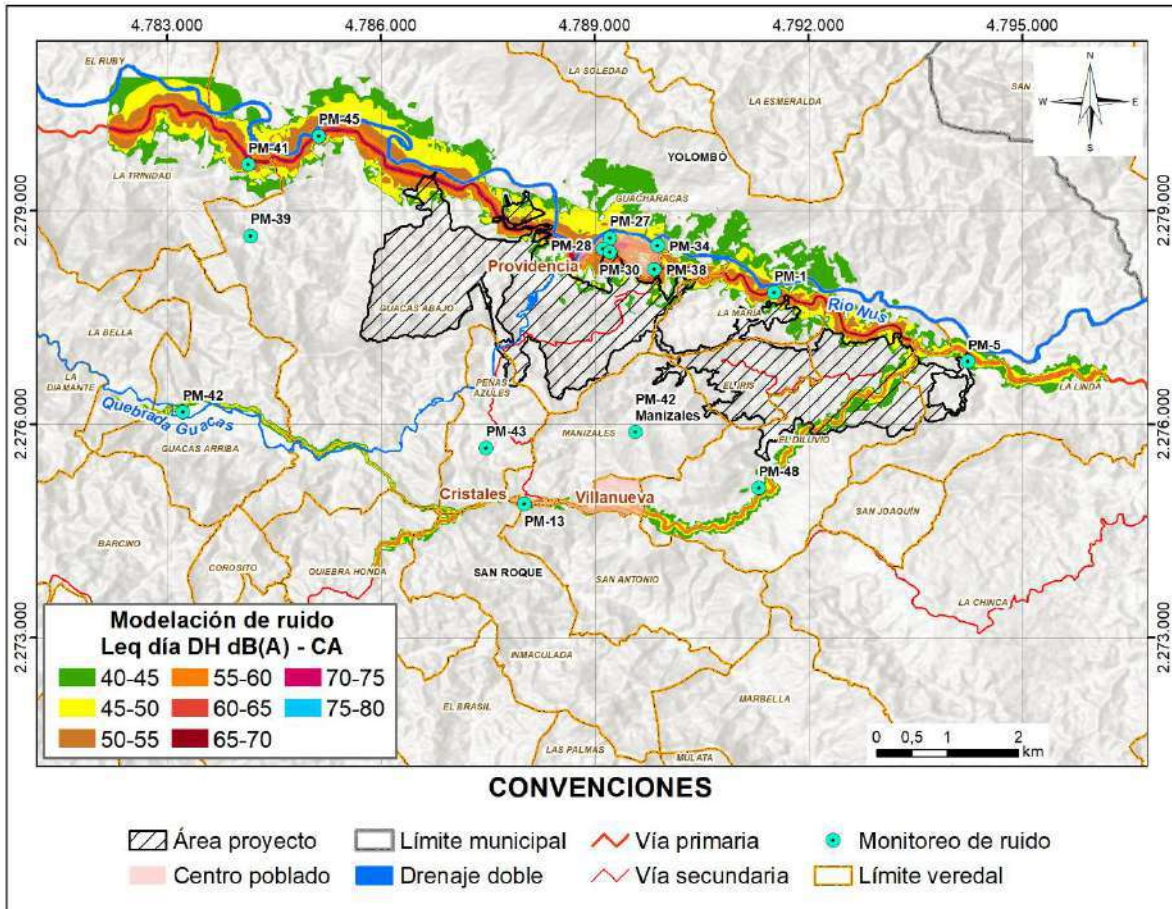 4.783.000 4.786.000 4.789.000 4.792.000 4.795.000
EL RUBY
LA SOLEDAD
LA ESMERALDA
SAN
N
W E
S
YOLOMBÓ
PM-45
PM-41
LA TRINIDAD
2.279.000
2.279.000
GUACHARACAS
PM-39
PM-27
PM-28
PM-34
Providencia
PM-30
PM-38
PM-1
GUACAS ABAJO
LA MARIA
Río Nus
LA BELLA
PM-5
LA DIAMANTE
PEÑAS AZULES
EL IRIS
LA LINDA
PM-42
PM-42
Manizales
Quebrada Guacas
2.276.000
2.276.000
GUACAS ARRIBA
PM-43
MANIZALES
EL DILUVIO
PM-48
Cristales
Villanueva
PM-13
SAN JOAQUÍN
BARCINO
COROSITO
QUIEBRA HONDA
SAN ROQUE
SAN ANTONIO
LA CHINCA
2.273.000
2.273.000
INMACULADA
EL BRASIL
MARBELLA
LAS PALMAS
MULATA
Modelación de ruido
Leq día DH dB(A) - CA
40-45 55-60 70-75
45-50 60-65 75-80
50-55 65-70
0 0,5 1 2
km
CONVENCIONES
Área proyecto Límite municipal Vía primaria Monitoreo de ruido
Centro poblado Drenaje doble Vía secundaria Límite veredal